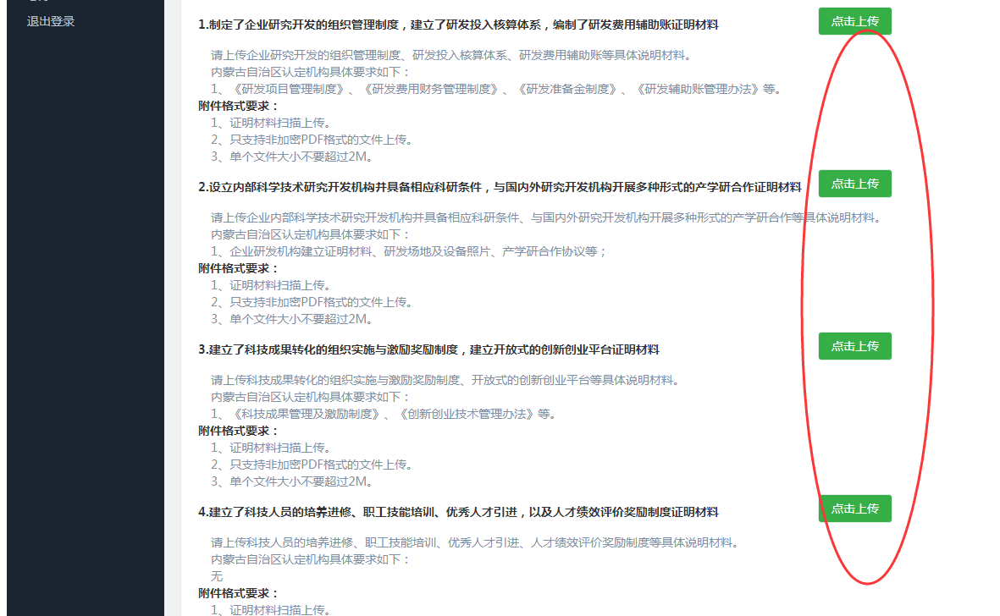 退出登录
1.制定了企业研究开发的组织管理制度，建立了研发投入核算体系，编制了研发费用辅助账证明材料
点击上传
请上传企业研究开发的组织管理制度、研发投入核算体系、研发费用辅助账等具体说明材料。
内蒙古自治区认定机构具体要求如下：
1、《研发项目管理制度》、《研发费用财务管理制度》、《研发准备金制度》、《研发辅助账管理办法》等。
附件格式要求：
1、证明材料扫描上传。
2、只支持非加密PDF格式的文件上传。
3、单个文件大小不要超过2M。
2.设立内部科学技术研究开发机构并具备相应科研条件，与国内外研究开发机构开展多种形式的产学研合作证明材料
点击上传
请上传企业内部科学技术研究开发机构并具备相应科研条件、与国内外研究开发机构开展多种形式的产学研合作等具体说明材料。
内蒙古自治区认定机构具体要求如下：
1、企业研发机构建立证明材料、研发场地及设备照片、产学研合作协议等；
附件格式要求：
1、证明材料扫描上传。
2、只支持非加密PDF格式的文件上传。
3、单个文件大小不要超过2M。
3.建立了科技成果转化的组织实施与激励奖励制度，建立开放式的创新创业平台证明材料
点击上传
请上传科技成果转化的组织实施与激励奖励制度、开放式的创新创业平台等具体说明材料。
内蒙古自治区认定机构具体要求如下：
1、《科技成果管理及激励制度》、《创新创业技术管理办法》等。
附件格式要求：
1、证明材料扫描上传。
2、只支持非加密PDF格式的文件上传。
3、单个文件大小不要超过2M。
4.建立了科技人员的培养进修、职工技能培训、优秀人才引进，以及人才绩效评价奖励制度证明材料
点击上传
请上传科技人员的培养进修、职工技能培训、优秀人才引进、人才绩效评价奖励制度等具体说明材料。
内蒙古自治区认定机构具体要求如下：
无
附件格式要求：
1、证明材料扫描上传。